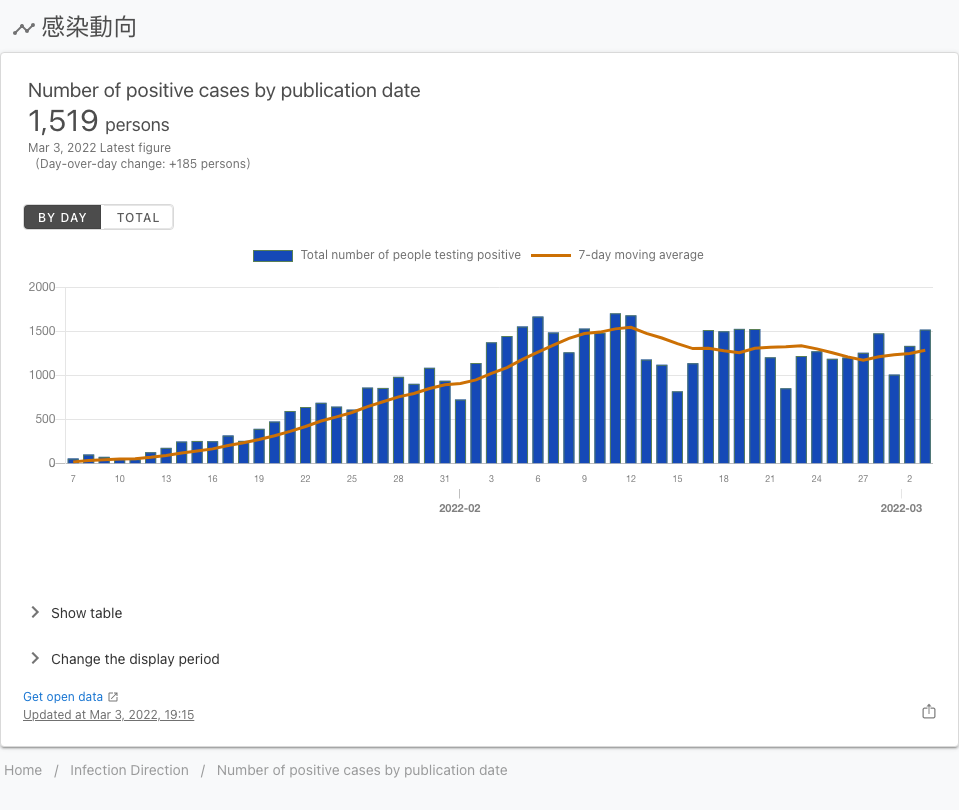 感染動向
Number of positive cases by publication date
1,519 persons
Mar 3, 2022 Latest figure
(Day-over-day change: +185 persons)
BY DAY TOTAL
Total number of people testing positive 7-day moving average
2000
1500
1000
500
0
7 10 13 16 19 22 25 28 31 3 6 9 12 15 18 21 24 27 2
2022-02 2022-03
Show table
Change the display period
Get open data
Updated at Mar 3, 2022, 19:15
Home / Infection Direction / Number of positive cases by publication date